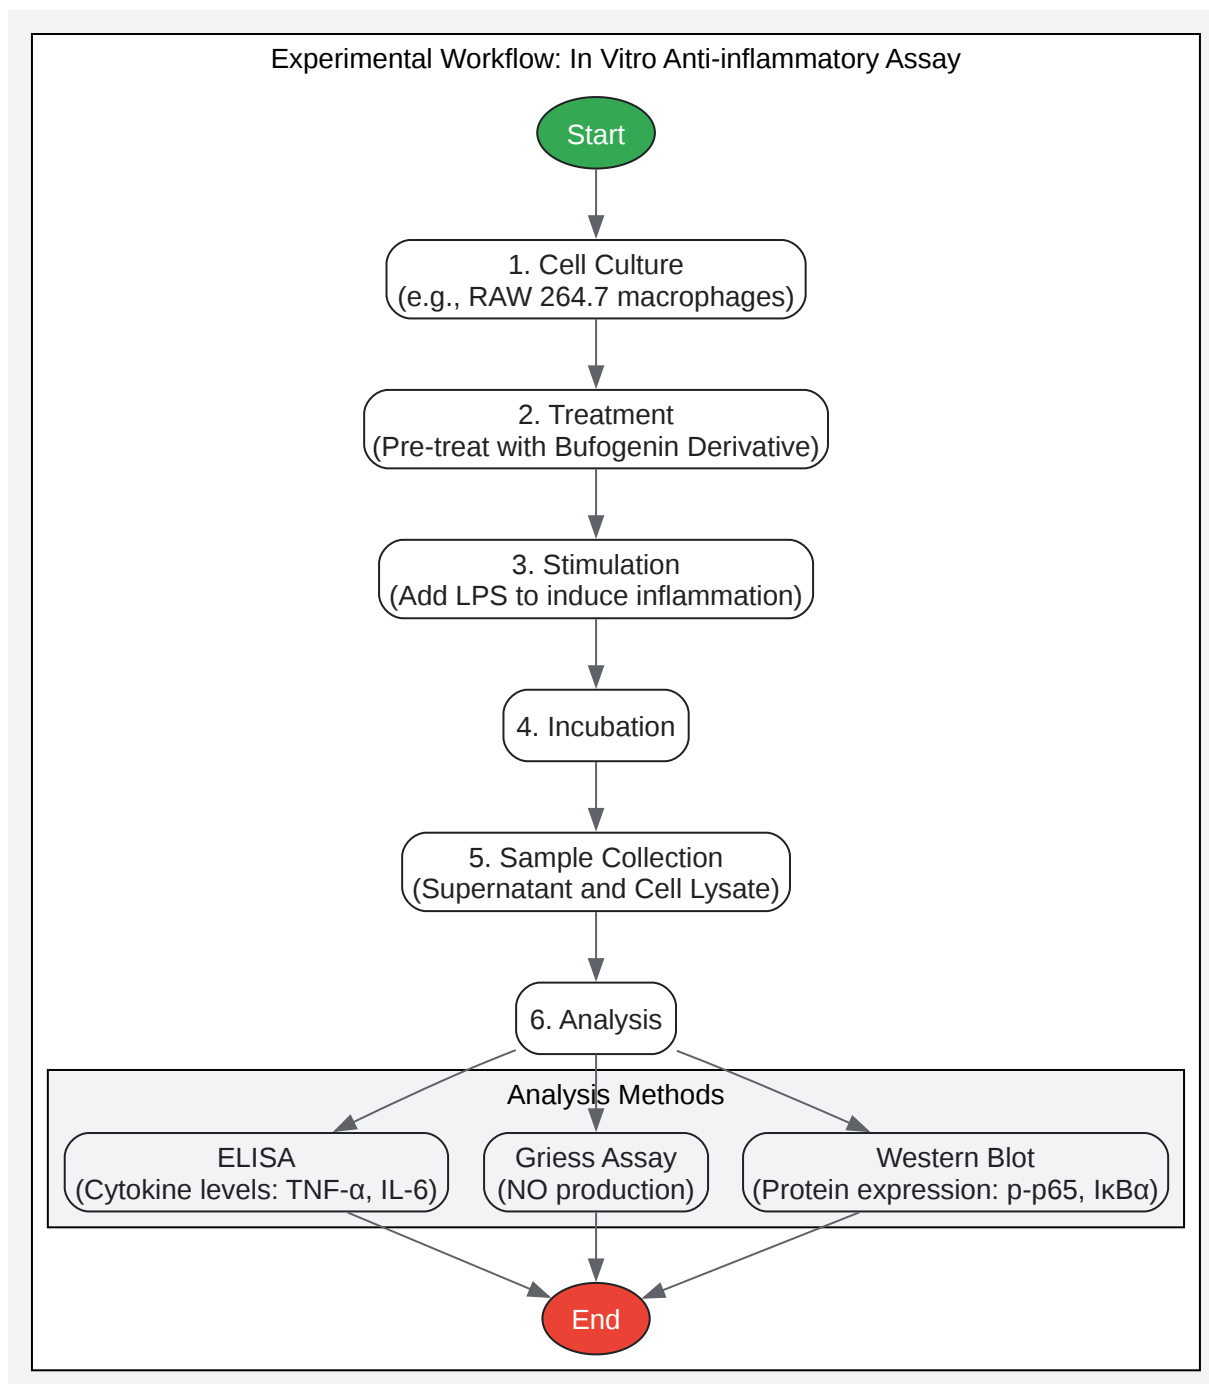 Experimental Workflow: In Vitro Anti-inflammatory Assay
Start
1. Cell Culture
(e.g., RAW 264.7 macrophages)
2. Treatment
(Pre-treat with Bufogenin Derivative)
3. Stimulation
(Add LPS to induce inflammation)
4. Incubation
5. Sample Collection
(Supernatant and Cell Lysate)
6. Analysis
Analysis Methods
ELISA
(Cytokine levels: TNF-α, IL-6)
Griess Assay
(NO production)
Western Blot
(Protein expression: p-p65, IκBα)
End